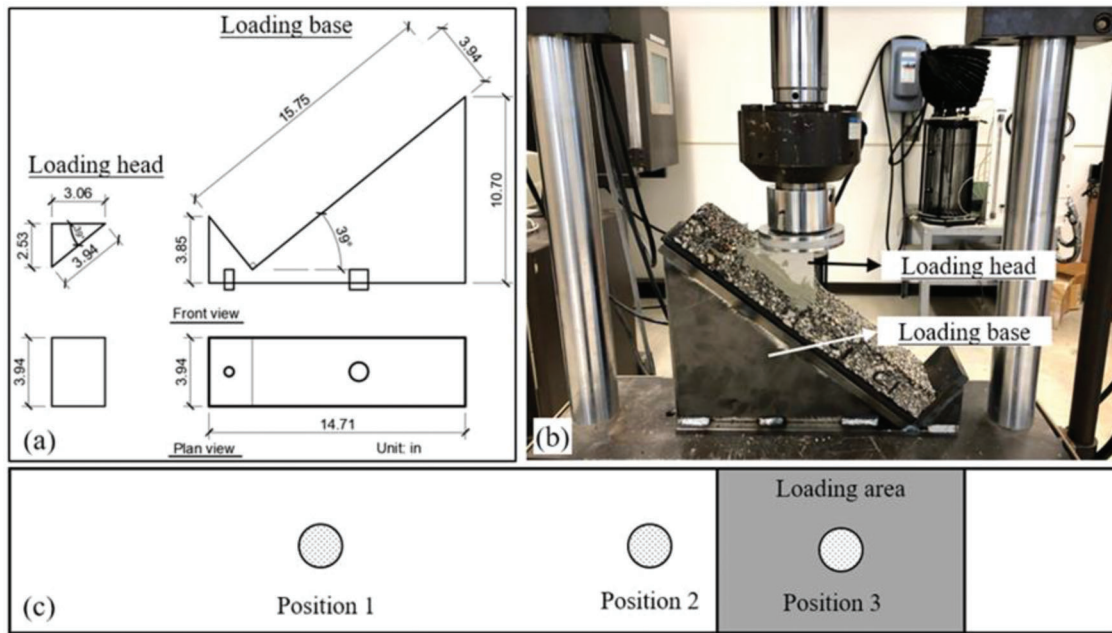 Loading base
3.94
15.75
10.70
Loading head
3.06
2.53
39°
3.94
3.85
39°
Front view
3.94
3.94
14.71
(a)
Plan view
Unit: in
Loading head
Loading base
(b)
Loading area
(c)
Position 1
Position 2
Position 3